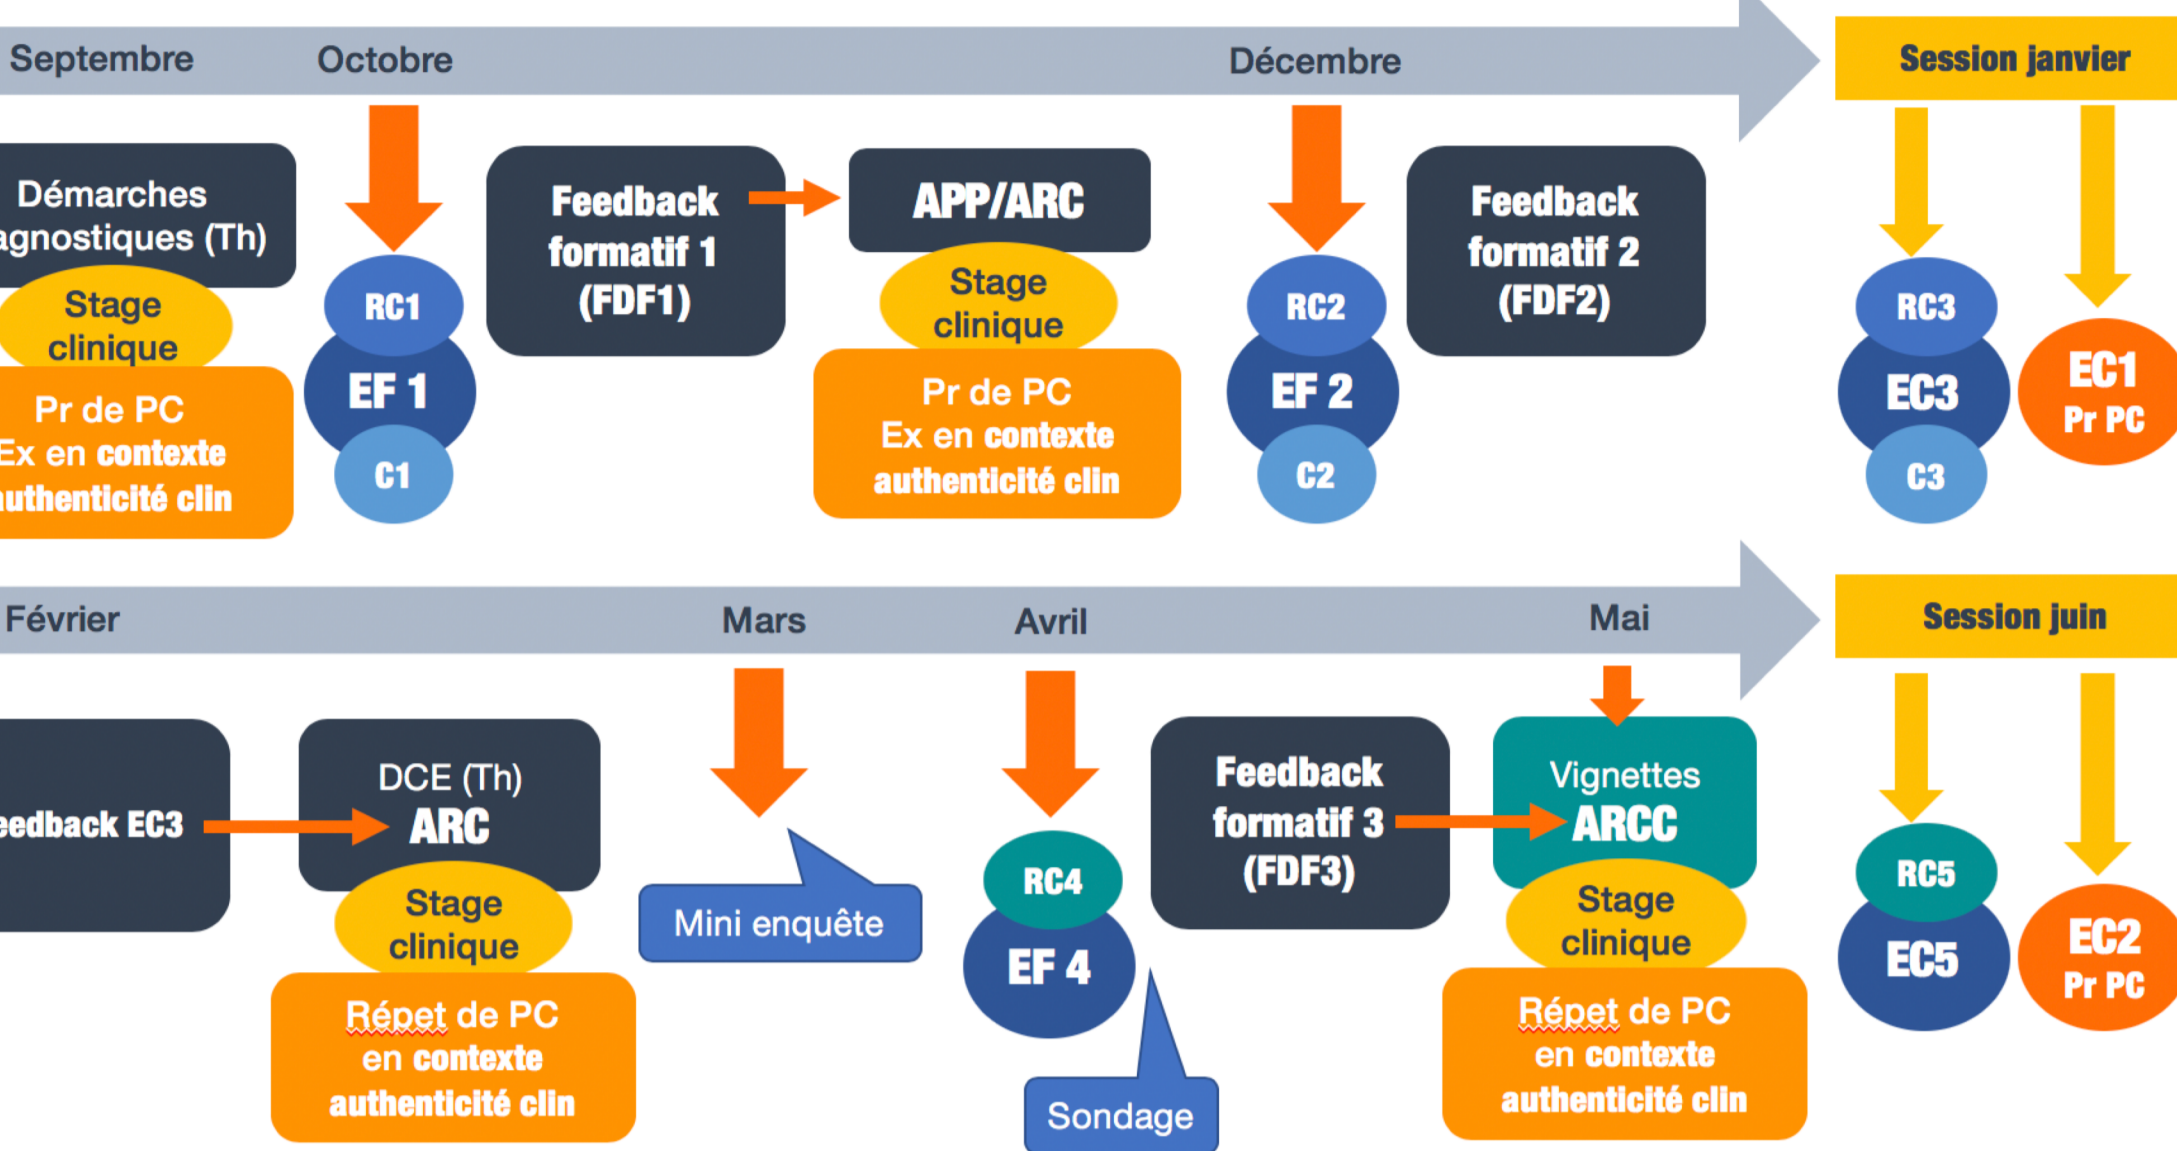 Septembre
Octobre
Décembre
Session janvier
Démarches
agnostiques (Th)
Stage
clinique
Pr de PC
Ex en contexte
authenticité clin
RC1
EF 1
C1
Feedback
formatif 1
(FDF1)
APP/ARC
Stage
clinique
Pr de PC
Ex en contexte
authenticité clin
RC2
EF 2
C2
Feedback
formatif 2
(FDF2)
RC3
EC3
C3
EC1
Pr PC
Février
Mars
Avril
Mai
Session juin
eedback EC3
DCE (Th)
ARC
Stage
clinique
Répet de PC
en contexte
authenticité clin
Mini enquête
RC4
EF 4
Sondage
Feedback
formatif 3
(FDF3)
Vignettes
ARCC
Stage
clinique
Répet de PC
en contexte
authenticité clin
RC5
EC5
EC2
Pr PC